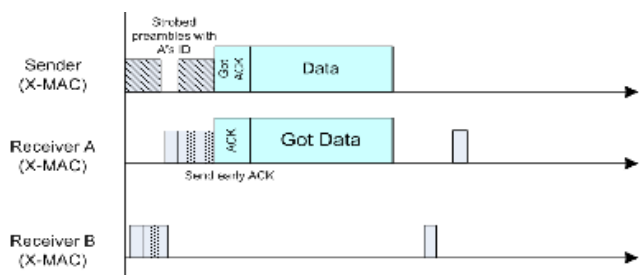 Strobed
preambles with
A's ID
Sender
(X-MAC)
Got
ACK
Data
Receiver A
(X-MAC)
ACK
Got Data
Send early ACK
Receiver B
(X-MAC)